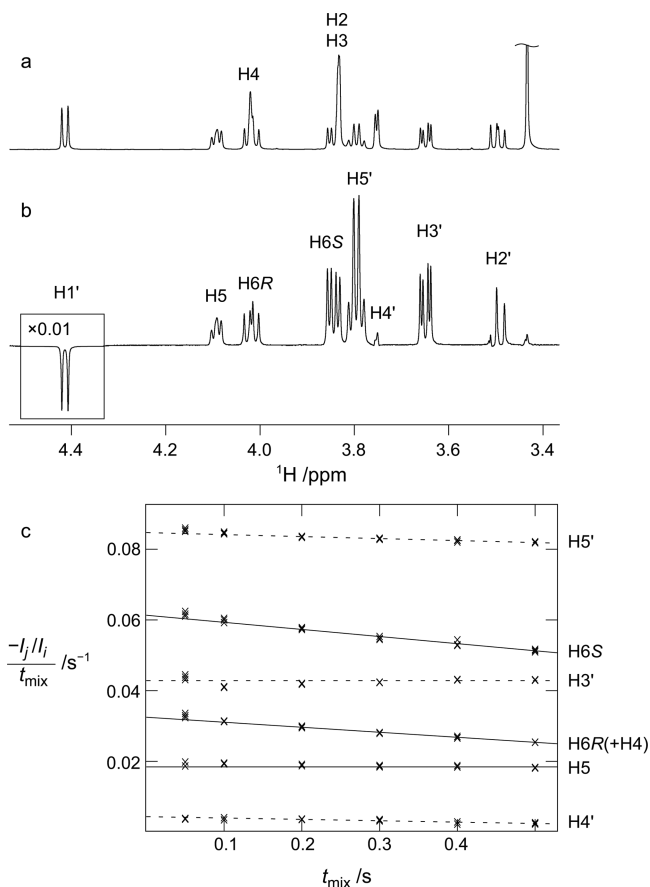 H2
H3
a
H4
b
H5'
H6S
H3'
H1'
H5
H6R
H2'
H4'
×0.01
4.4 4.2 4.0 3.8 3.6 3.4
¹H /ppm
c
0.08
H5'
0.06
−Iⱼ/Iᵢ
/s⁻¹
tmix
H6S
0.04
H3'
H6R(+H4)
0.02
H5
H4'
0.1 0.2 0.3 0.4
tmix /s